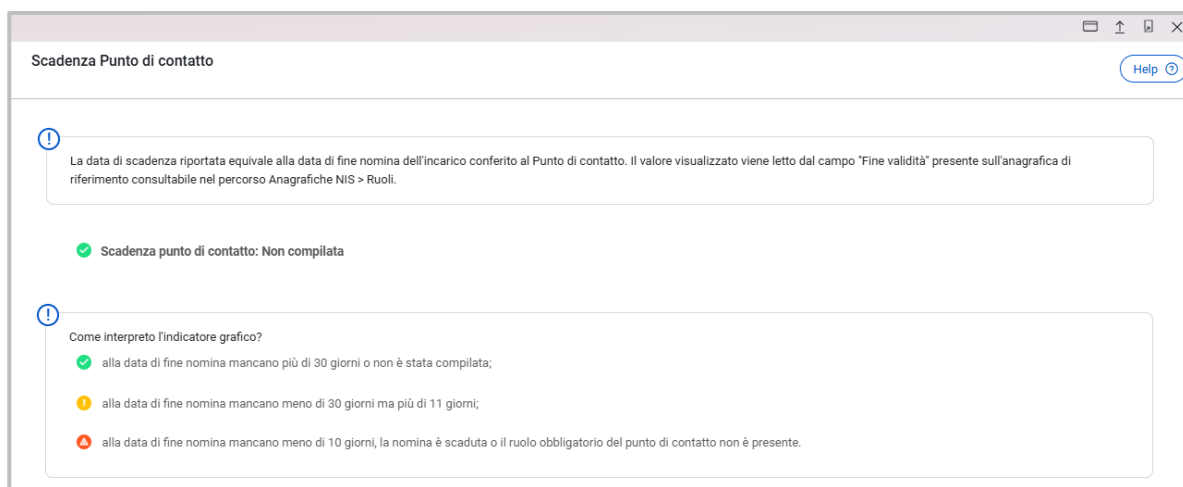 Scadenza Punto di contatto
Help
La data di scadenza riportata equivale alla data di fine nomina dell'incarico conferito al Punto di contatto. Il valore visualizzato viene letto dal campo "Fine validità" presente sull'anagrafica di
riferimento consultabile nel percorso Anagrafiche NIS > Ruoli.
Scadenza punto di contatto: Non compilata
Come interpreto l'indicatore grafico?
alla data di fine nomina mancano più di 30 giorni o non è stata compilata;
alla data di fine nomina mancano meno di 30 giorni ma più di 11 giorni;
alla data di fine nomina mancano meno di 10 giorni, la nomina è scaduta o il ruolo obbligatorio del punto di contatto non è presente.